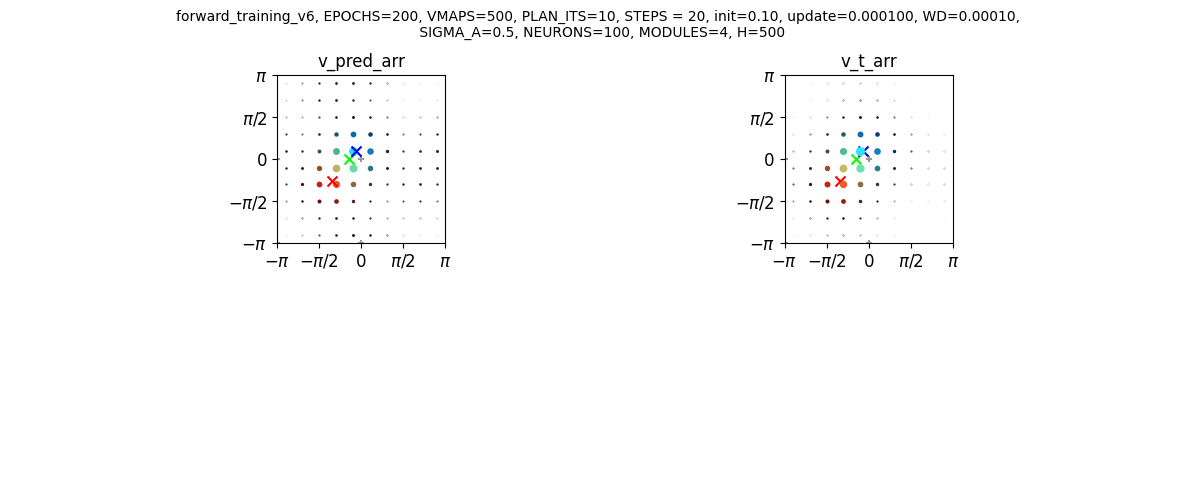 forward_training_v6, EPOCHS=200, VMAPS=500, PLAN_ITS=10, STEPS = 20, init=0.10, update=0.000100, WD=0.00010,
SIGMA_A=0.5, NEURONS=100, MODULES=4, H=500
v_pred_arr
π
π/2
0
−π/2
−π
−π −π/2 0 π/2 π
v_t_arr
π
π/2
0
−π/2
−π
−π −π/2 0 π/2 π